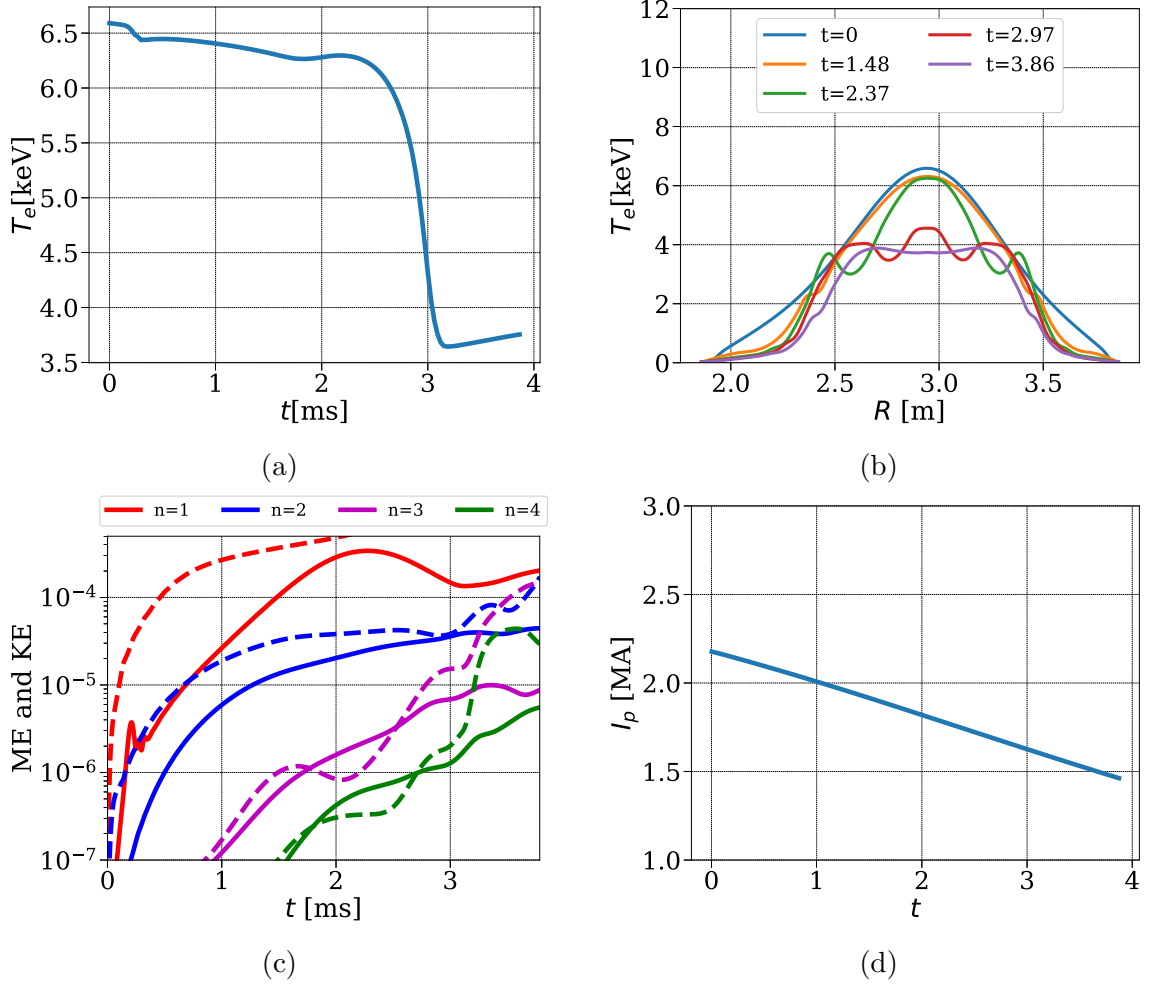 6.5
6.0
5.5
5.0
4.5
4.0
3.5
T_e[keV]
0 1 2 3 4
t[ms]
(a)
12
10
8
6
4
2
0
T_e[keV]
t=0
t=1.48
t=2.37
t=2.97
t=3.86
2.0 2.5 3.0 3.5
R [m]
(b)
n=1 n=2 n=3 n=4
10⁻⁴
10⁻⁵
10⁻⁶
10⁻⁷
ME and KE
0 1 2 3
t [ms]
(c)
3.0
2.5
2.0
1.5
1.0
I_p [MA]
0 1 2 3 4
t
(d)